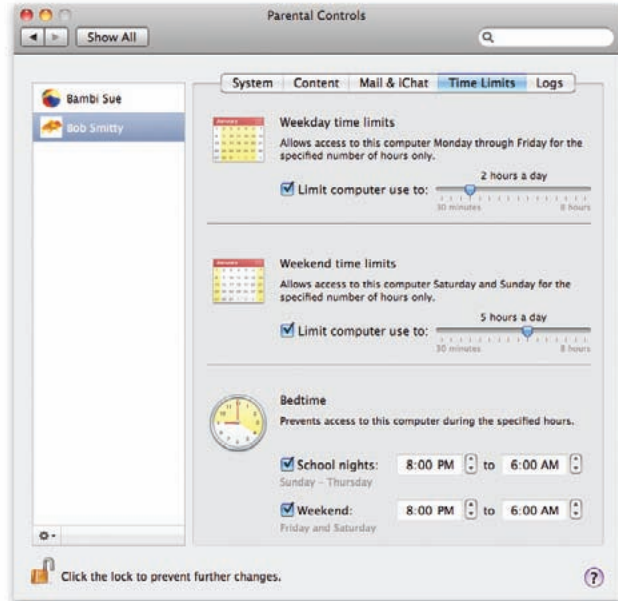 Parental Controls
Show All
System Content Mail & iChat Time Limits Logs
Bambi Sue
Bob Smitty
Weekday time limits
Allows access to this computer Monday through Friday for the
specified number of hours only.
2 hours a day
Limit computer use to:
30 minutes 8 hours
Weekend time limits
Allows access to this computer Saturday and Sunday for the
specified number of hours only.
5 hours a day
Limit computer use to:
30 minutes 8 hours
Bedtime
Prevents access to this computer during the specified hours.
School nights: 8:00 PM to 6:00 AM
Sunday – Thursday
Weekend: 8:00 PM to 6:00 AM
Friday and Saturday
Click the lock to prevent further changes.
?